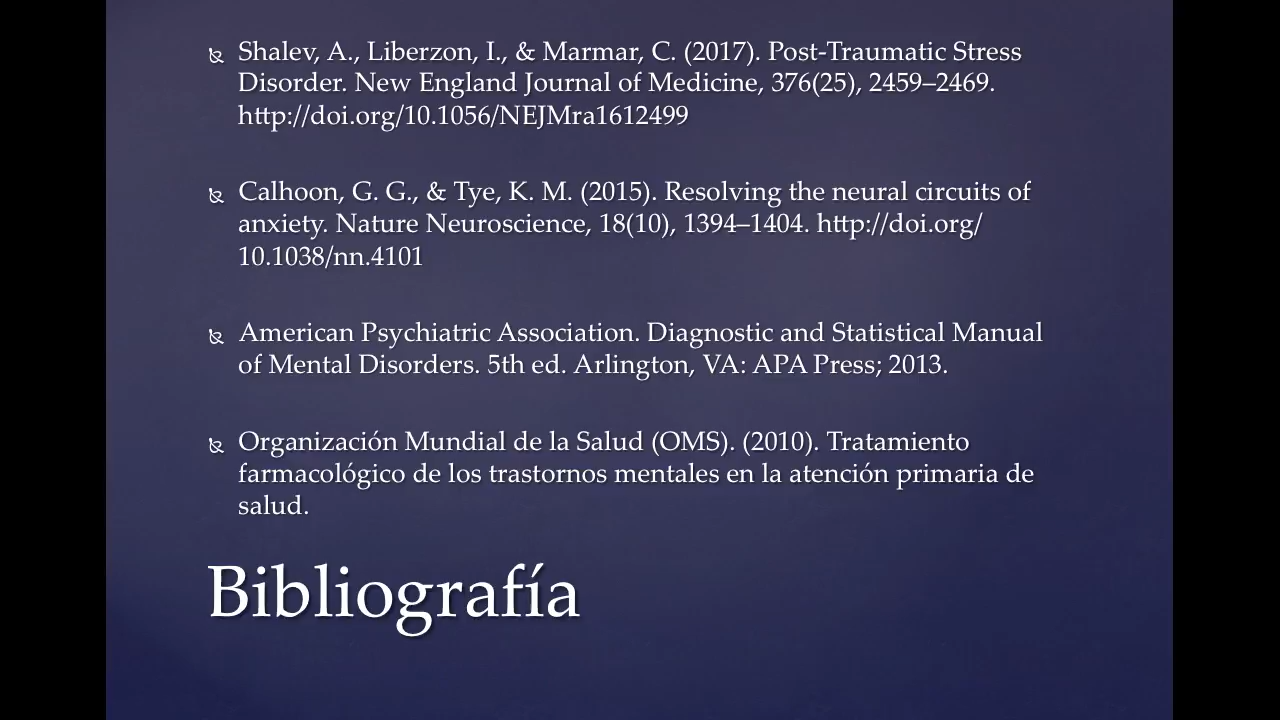 Shalev, A., Liberzon, I., & Marmar, C. (2017). Post-Traumatic Stress
Disorder. New England Journal of Medicine, 376(25), 2459–2469.
http://doi.org/10.1056/NEJMra1612499
Calhoon, G. G., & Tye, K. M. (2015). Resolving the neural circuits of
anxiety. Nature Neuroscience, 18(10), 1394–1404. http://doi.org/
10.1038/nn.4101
American Psychiatric Association. Diagnostic and Statistical Manual
of Mental Disorders. 5th ed. Arlington, VA: APA Press; 2013.
Organización Mundial de la Salud (OMS). (2010). Tratamiento
farmacológico de los trastornos mentales en la atención primaria de
salud.
Bibliografía